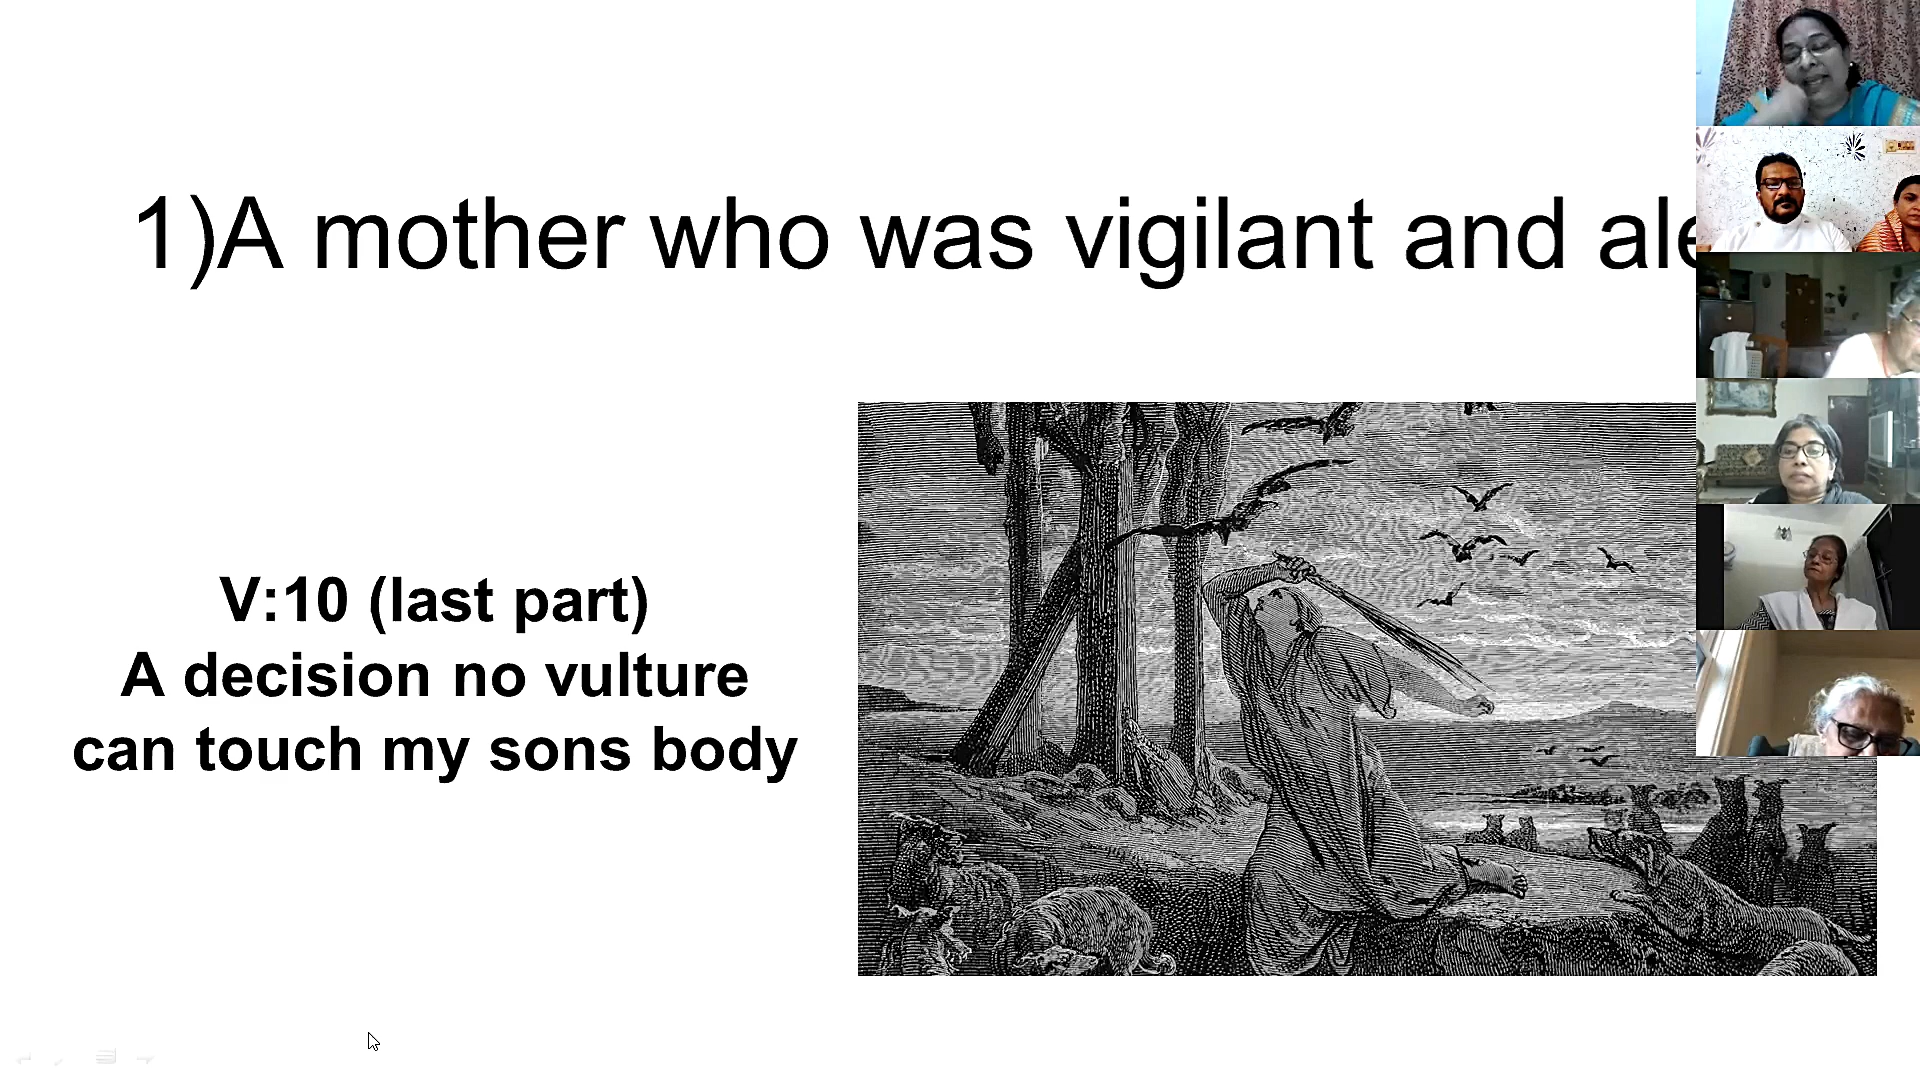 1)A mother who was vigilant and ale
V:10 (last part)
A decision no vulture
can touch my sons body